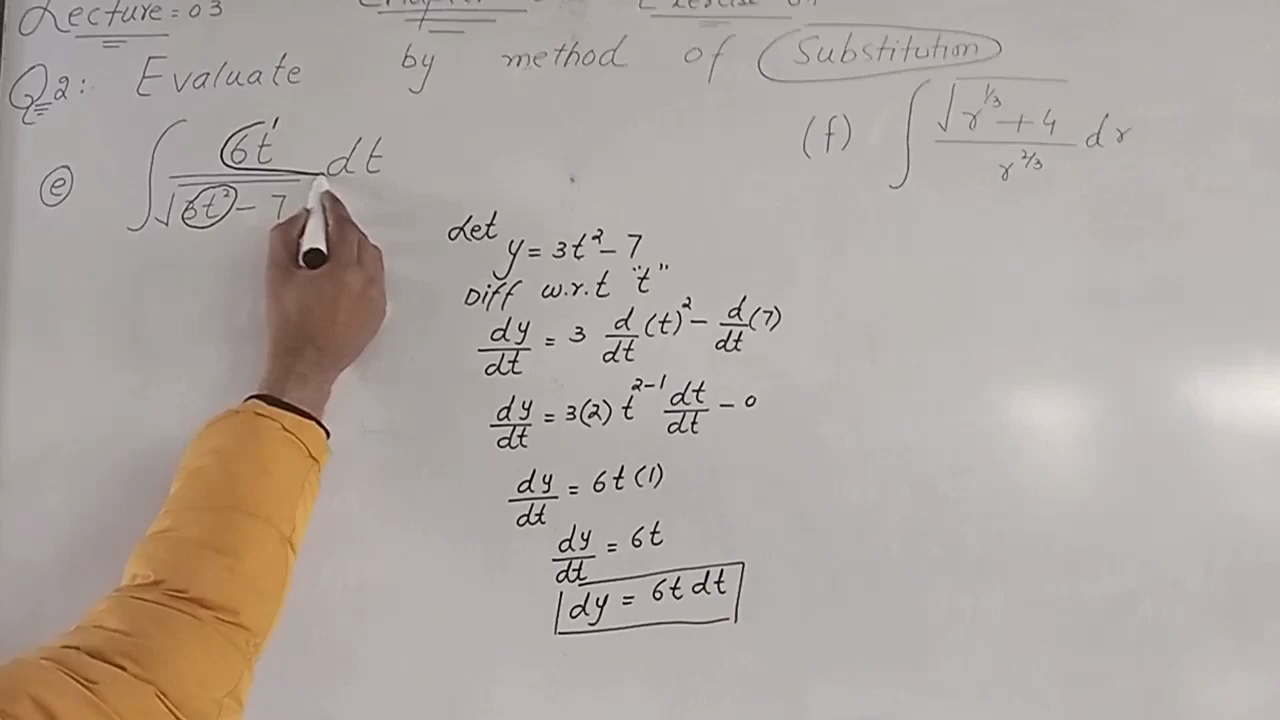 Lecture=03
Q2: Evaluate by method of Substitution
(e) ∫ 6t / √3t² - 7 dt
(f) ∫ √r^1/3 + 4 / r^2/3 dr
Let y = 3t² - 7
Diff w.r.t "t"
dy/dt = 3 d/dt (t)² - d/dt (7)
dy/dt = 3(2) t^2-1 dt/dt - 0
dy/dt = 6t (1)
dy/dt = 6t
dy = 6t dt